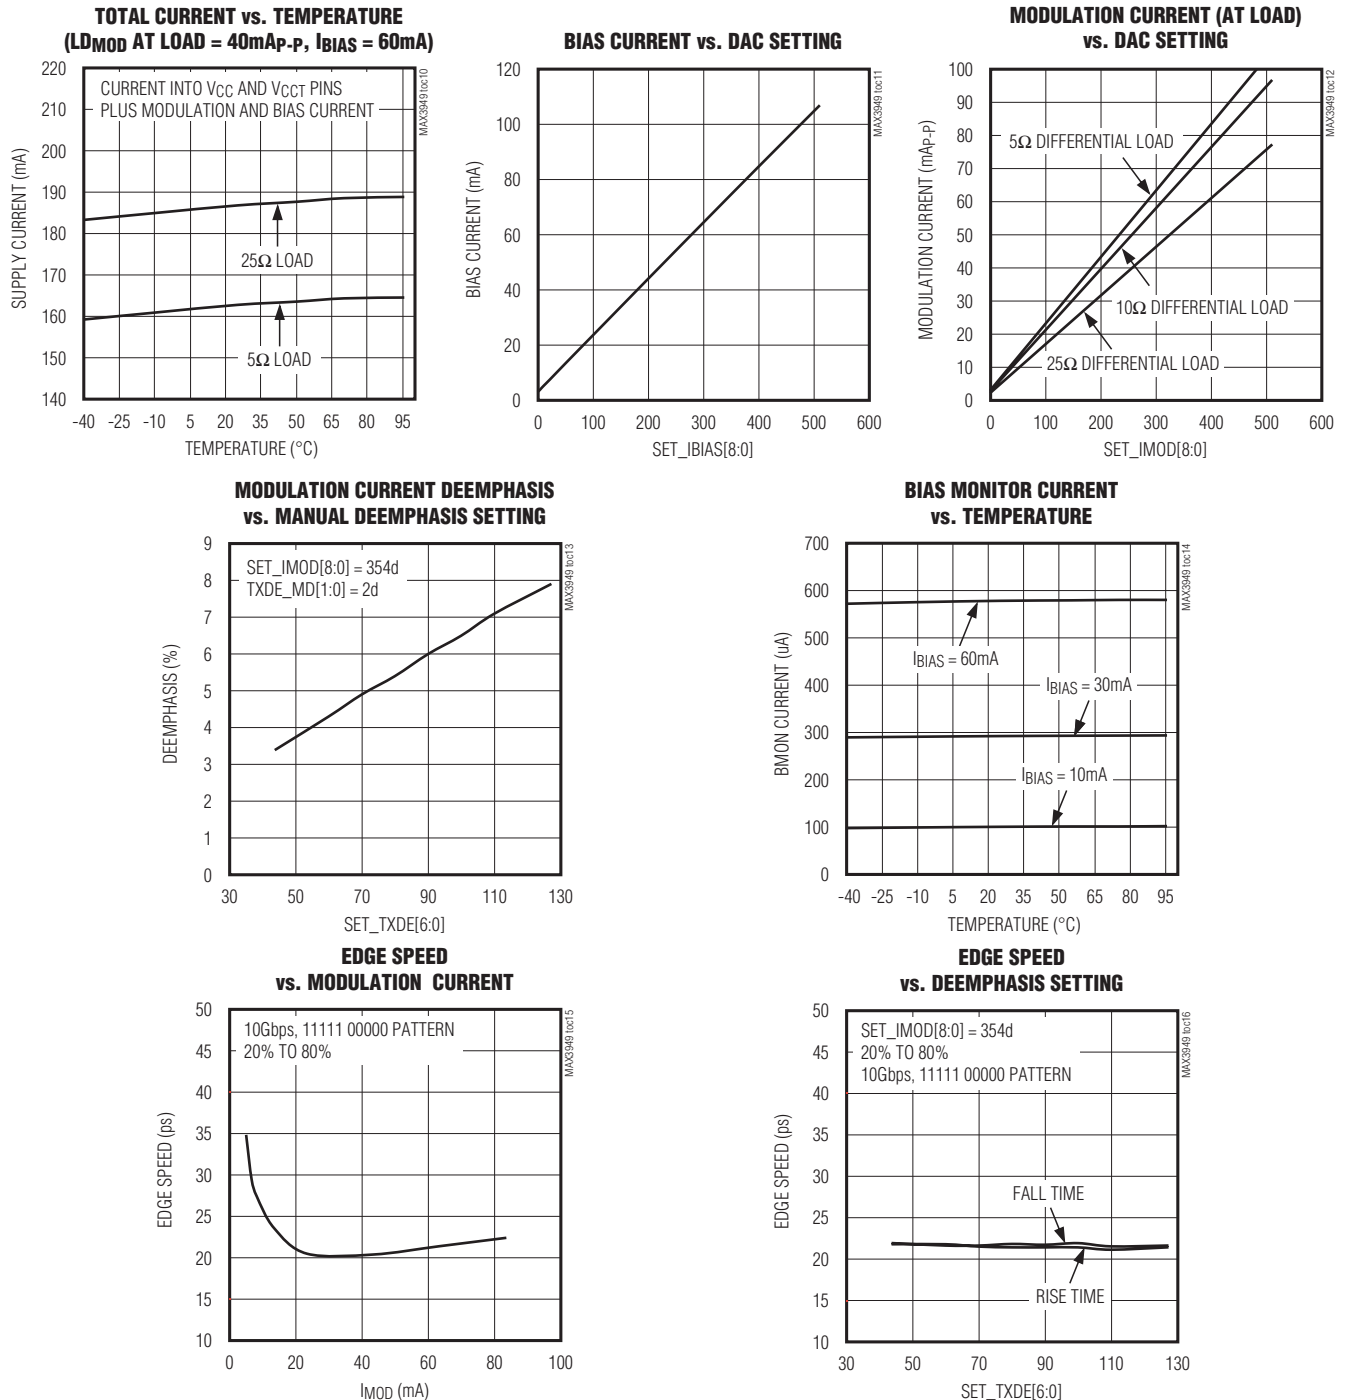 TOTAL CURRENT vs. TEMPERATURE
(LDMOD AT LOAD = 40mAP-P, IBIAS = 60mA)
220
210
200
190
180
170
160
150
140
SUPPLY CURRENT (mA)
CURRENT INTO VCC AND VCCT PINS
PLUS MODULATION AND BIAS CURRENT
25Ω LOAD
5Ω LOAD
-40 -25 -10 5 20 35 50 65 80 95
TEMPERATURE (°C)
MAX3949 toc10
BIAS CURRENT vs. DAC SETTING
120
100
80
60
40
20
0
BIAS CURRENT (mA)
0 100 200 300 400 500 600
SET_IBIAS[8:0]
MAX3949 toc11
MODULATION CURRENT (AT LOAD)
vs. DAC SETTING
100
90
80
70
60
50
40
30
20
10
0
MODULATION CURRENT (mAP-P)
5Ω DIFFERENTIAL LOAD
10Ω DIFFERENTIAL LOAD
25Ω DIFFERENTIAL LOAD
0 100 200 300 400 500 600
SET_IMOD[8:0]
MAX3949 toc12
MODULATION CURRENT DEEMPHASIS
vs. MANUAL DEEMPHASIS SETTING
9
8
7
6
5
4
3
2
1
0
DEEMPHASIS (%)
SET_IMOD[8:0] = 354d
TXDE_MD[1:0] = 2d
30 50 70 90 110 130
SET_TXDE[6:0]
MAX3949 toc13
BIAS MONITOR CURRENT
vs. TEMPERATURE
700
600
500
400
300
200
100
0
BMON CURRENT (uA)
IBIAS = 60mA
IBIAS = 30mA
IBIAS = 10mA
-40 -25 -10 5 20 35 50 65 80 95
TEMPERATURE (°C)
MAX3949 toc14
EDGE SPEED
vs. MODULATION CURRENT
50
45
40
35
30
25
20
15
10
EDGE SPEED (ps)
10Gbps, 11111 00000 PATTERN
20% TO 80%
0 20 40 60 80 100
IMOD (mA)
MAX3949 toc15
EDGE SPEED
vs. DEEMPHASIS SETTING
50
45
40
35
30
25
20
15
10
EDGE SPEED (ps)
SET_IMOD[8:0] = 354d
20% TO 80%
10Gbps, 11111 00000 PATTERN
FALL TIME
RISE TIME
30 50 70 90 110 130
SET_TXDE[6:0]
MAX3949 toc16